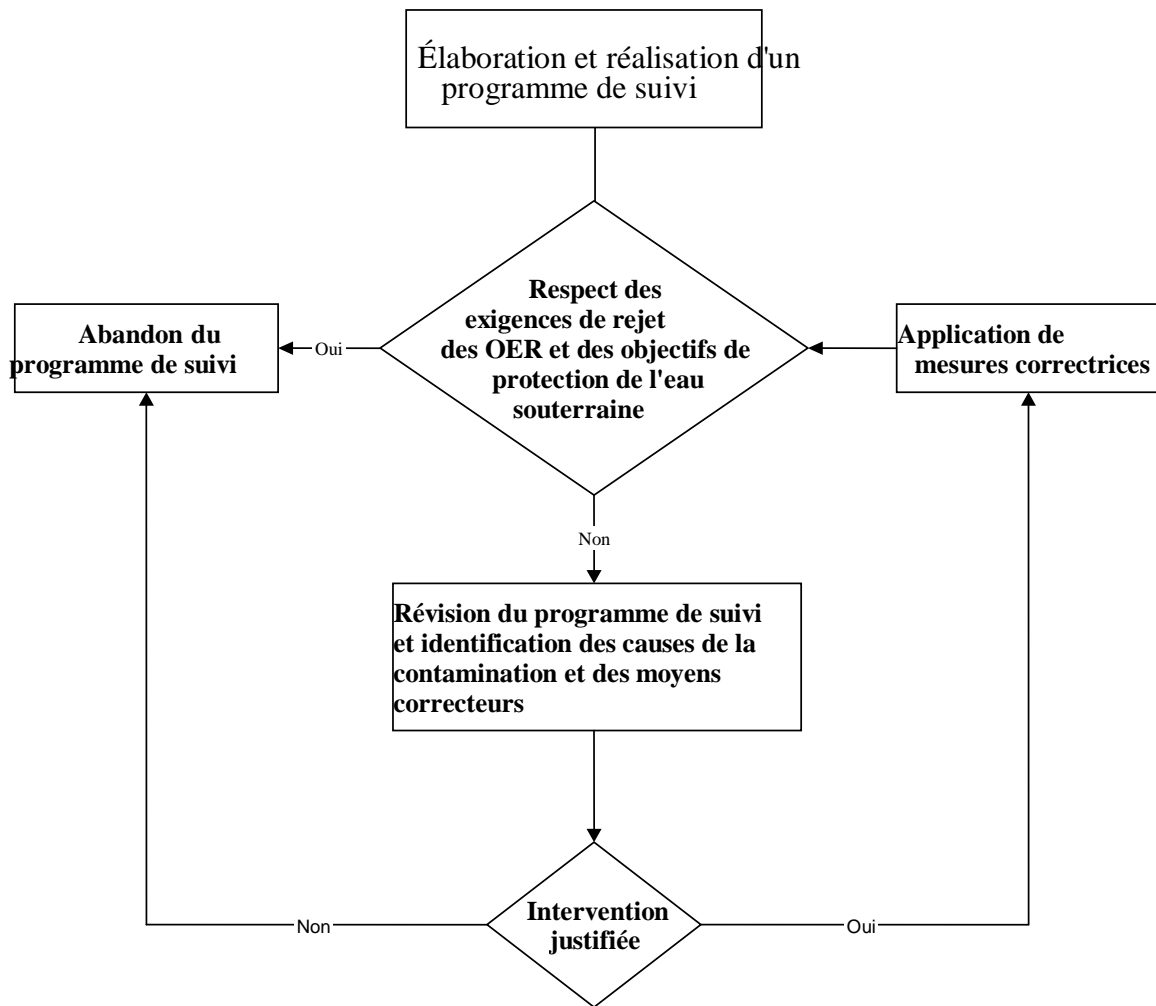 Élaboration et réalisation d'un
programme de suivi
Respect des
exigences de rejet
des OER et des objectifs de
protection de l'eau
souterraine
Abandon du
programme de suivi
Oui
Application de
mesures correctrices
Non
Révision du programme de suivi
et identification des causes de la
contamination et des moyens
correcteurs
Intervention
justifiée
Non
Oui